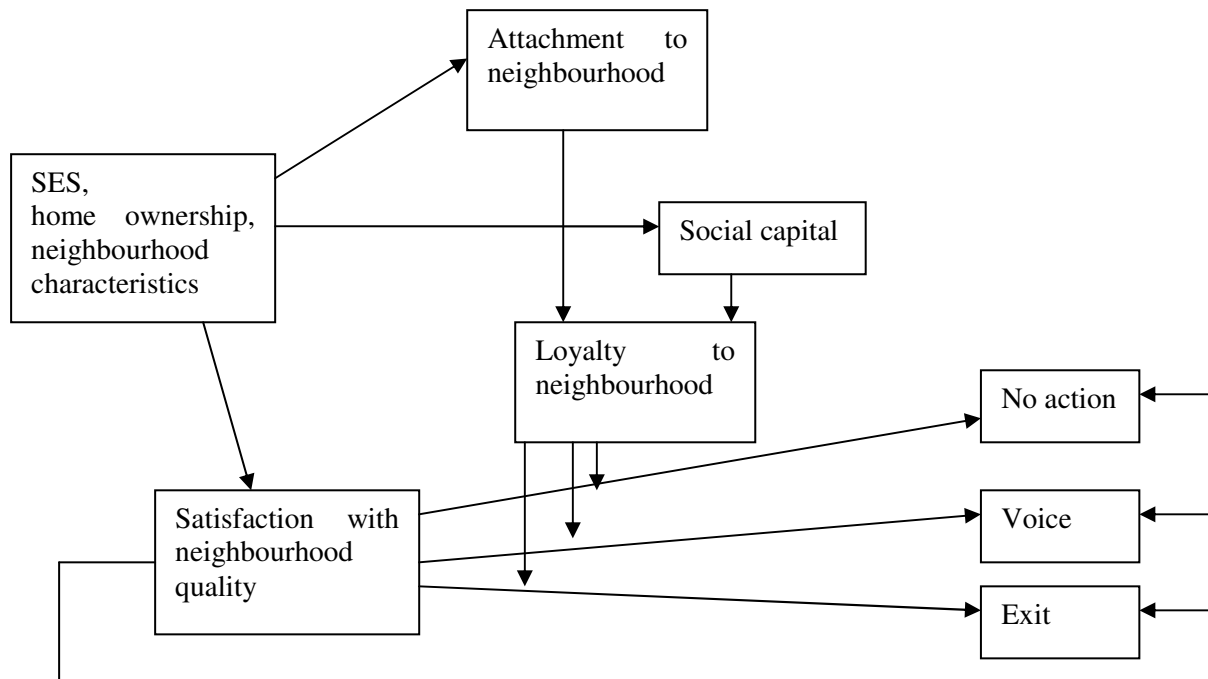 Attachment to
neighbourhood
SES,
home ownership,
neighbourhood
characteristics
Social capital
Loyalty to
neighbourhood
No action
Satisfaction with
neighbourhood
quality
Voice
Exit